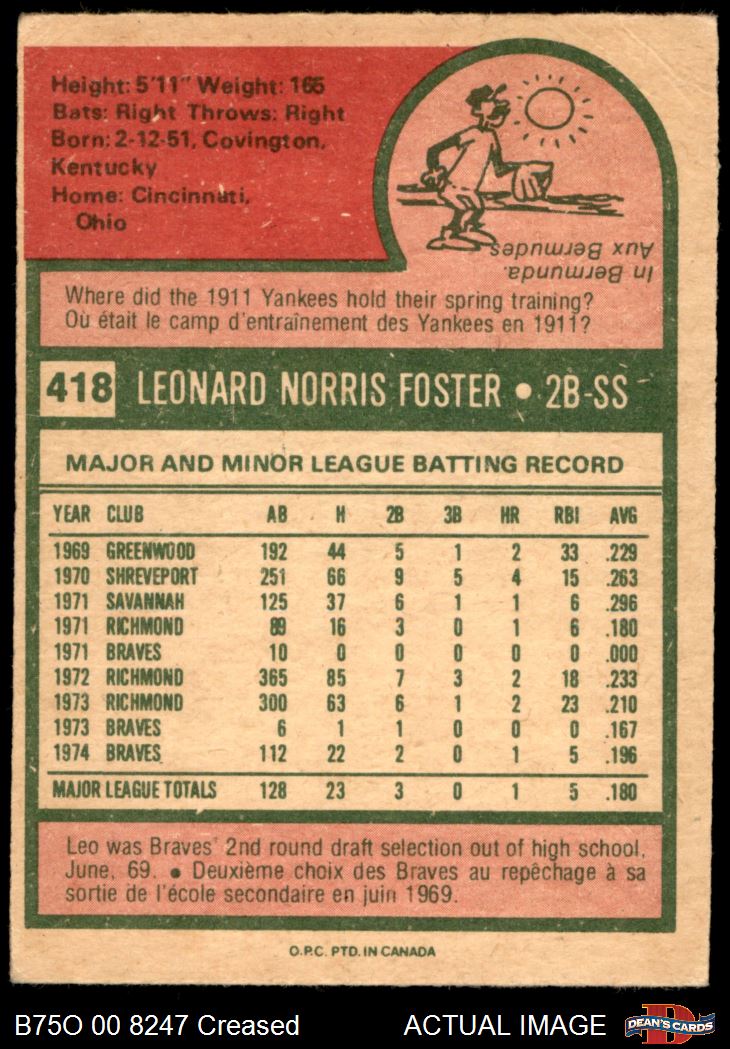 Height: 5'11" Weight: 165
Bats: Right Throws: Right
Born: 2-12-51, Covington,
Kentucky
Home: Cincinnati,
Ohio
In Bermunda.
Aux Bermudes
Where did the 1911 Yankees hold their spring training?
Où était le camp d'entraînement des Yankees en 1911?
418 LEONARD NORRIS FOSTER • 2B-SS
MAJOR AND MINOR LEAGUE BATTING RECORD
YEAR CLUB AB H 2B 3B HR RBI AVG
1969 GREENWOOD 192 44 5 1 2 33 .229
1970 SHREVEPORT 251 66 9 5 4 15 .263
1971 SAVANNAH 125 37 6 1 1 6 .296
1971 RICHMOND 89 16 3 0 1 6 .180
1971 BRAVES 10 0 0 0 0 0 .000
1972 RICHMOND 365 85 7 3 2 18 .233
1973 RICHMOND 300 63 6 1 2 23 .210
1973 BRAVES 6 1 1 0 0 0 .167
1974 BRAVES 112 22 2 0 1 5 .196
MAJOR LEAGUE TOTALS 128 23 3 0 1 5 .180
Leo was Braves' 2nd round draft selection out of high school,
June, 69. • Deuxième choix des Braves au repêchage à sa
sortie de l'école secondaire en juin 1969.
O.P.C. PTD. IN CANADA
B75O 00 8247 Creased ACTUAL IMAGE
D
DEAN'S CARDS